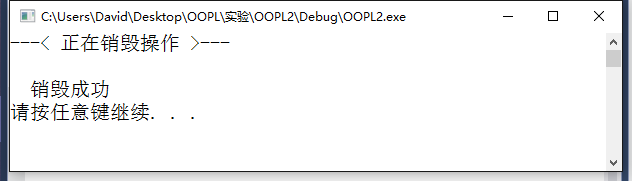 C:\Users\David\Desktop\OOPL\实验\OOPL2\Debug\OOPL2.exe
---< 正在销毁操作 >---
销毁成功
请按任意键继续. . .